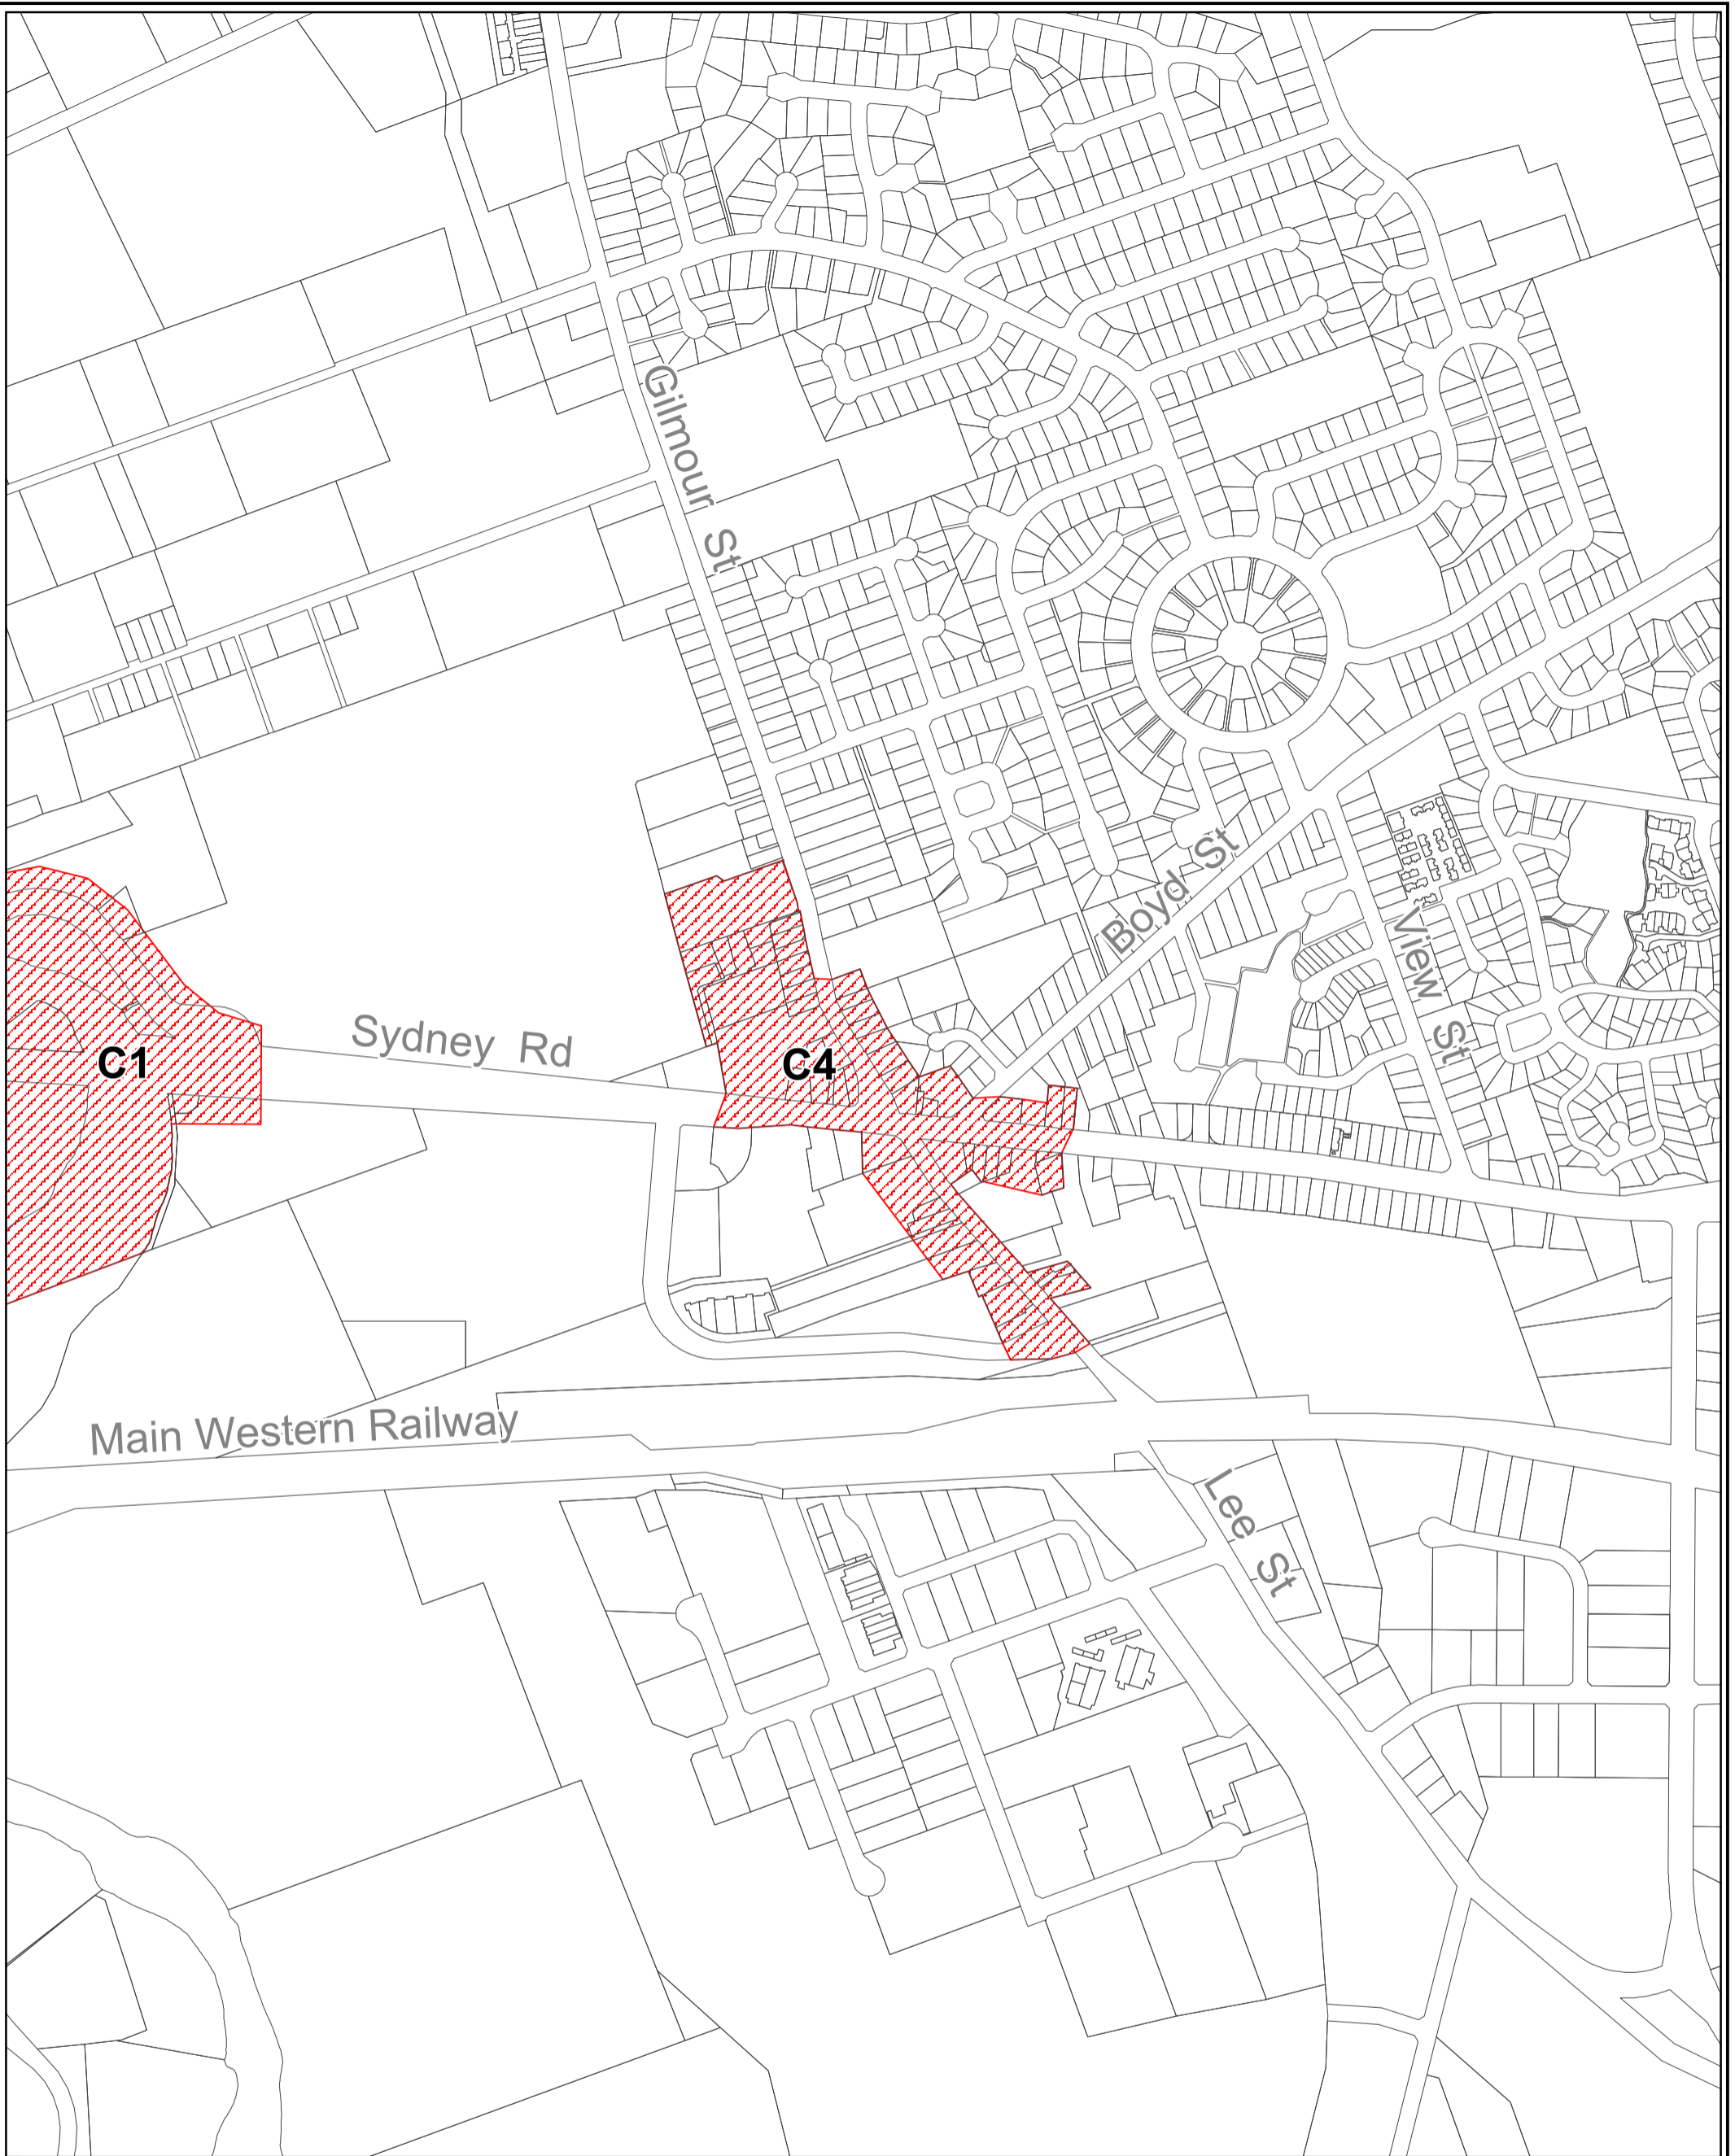 Gilmour St
Boyd St
View St
Sydney Rd
C1
C4
Main Western Railway
Lee St